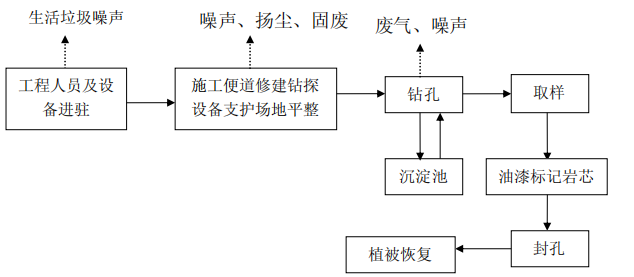 生活垃圾噪声
噪声、扬尘、固废
废气、噪声
工程人员及设
备进驻
施工便道修建钻探
设备支护场地平整
钻孔
取样
沉淀池
油漆标记岩芯
植被恢复
封孔